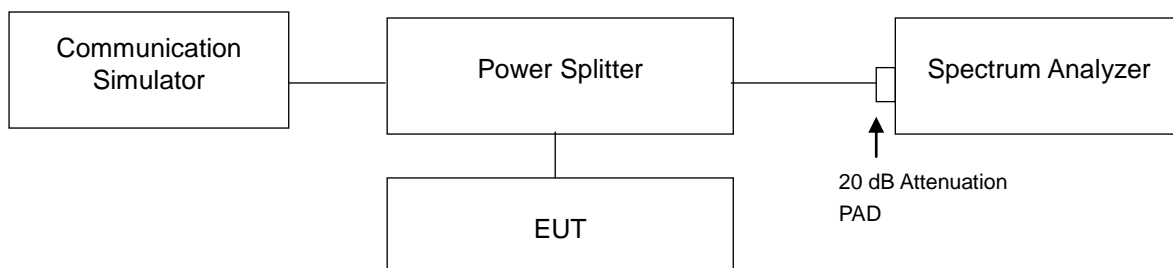 Communication
Simulator
Power Splitter
Spectrum Analyzer
20 dB Attenuation
PAD
EUT